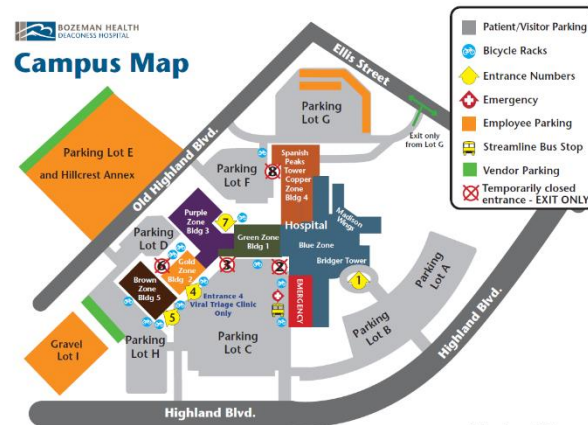 BOZEMAN HEALTH
DEACONESS HOSPITAL
Campus Map
Patient/Visitor Parking
Bicycle Racks
Entrance Numbers
Emergency
Employee Parking
Streamline Bus Stop
Vendor Parking
Temporarily closed
entrance - EXIT ONLY
Ellis Street
Exit only
from Lot G
Parking
Lot G
Old Highland Blvd.
Parking Lot E
and Hillcrest Annex
Parking
Lot F
8
Spanish
Peaks
Tower
Copper
Zone
Bldg 4
Purple
Zone
Bldg 3
7
Green Zone
Bldg 1
Hospital
Madison
Wing
Blue Zone
Bridger Tower
Parking
Lot D
6
Gold
Zone
Bldg 2
3
2
Brown
Zone
Bldg 5
4
5
Entrance 4
Viral Triage Clinic
Only
EMERGENCY
1
Parking
Lot A
Parking
Lot B
Parking
Lot C
Parking
Lot H
Gravel
Lot I
Highland Blvd.
Highland Blvd.